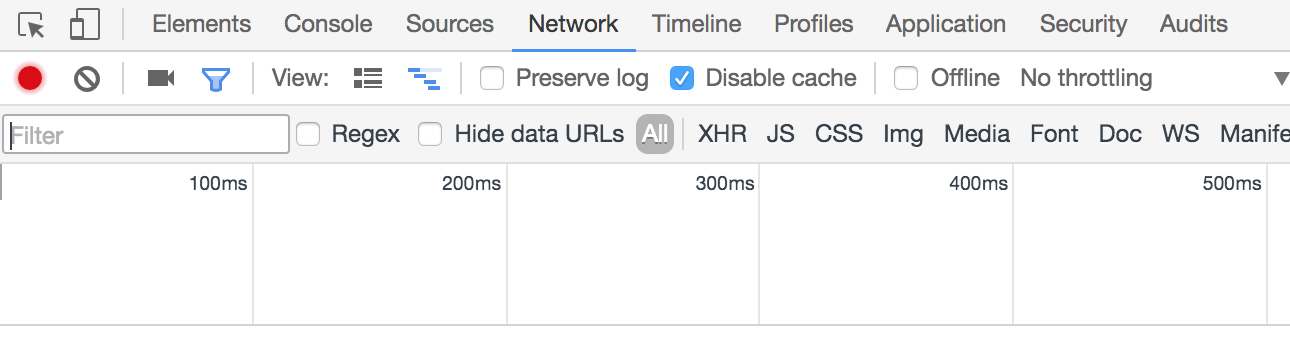 Elements Console Sources Network Timeline Profiles Application Security Audits
View: Preserve log Disable cache Offline No throttling
Filter Regex Hide data URLs All XHR JS CSS Img Media Font Doc WS Manife
100ms 200ms 300ms 400ms 500ms